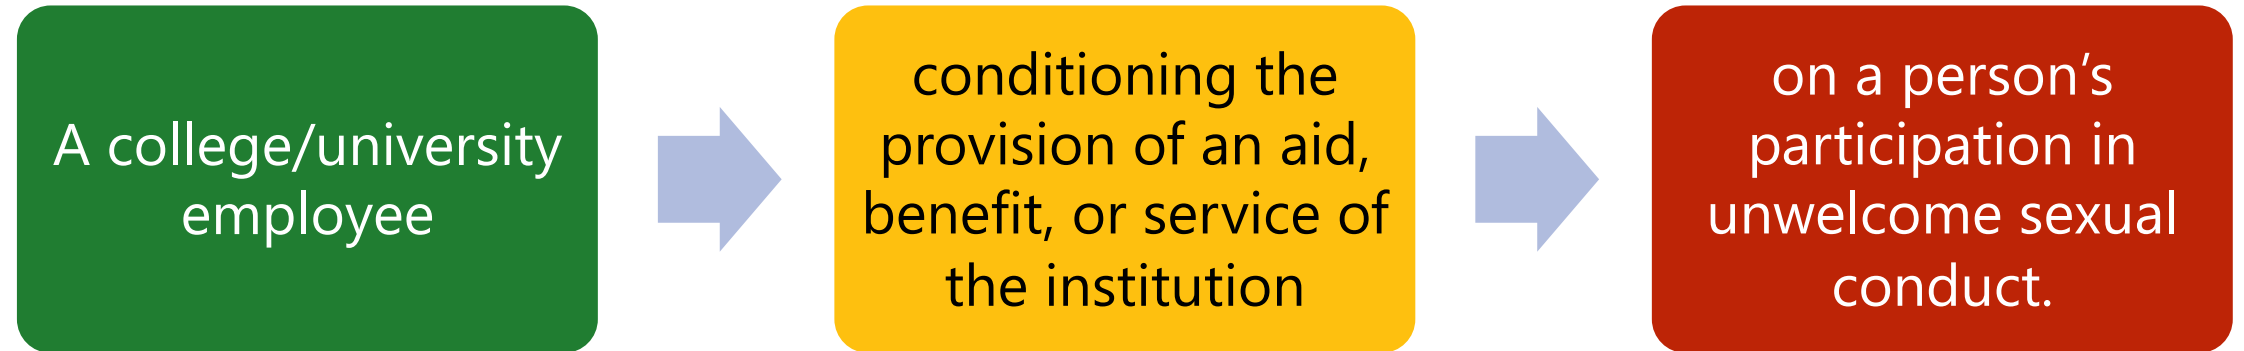 A college/university
employee
conditioning the
provision of an aid,
benefit, or service of
the institution
on a person’s
participation in
unwelcome sexual
conduct.